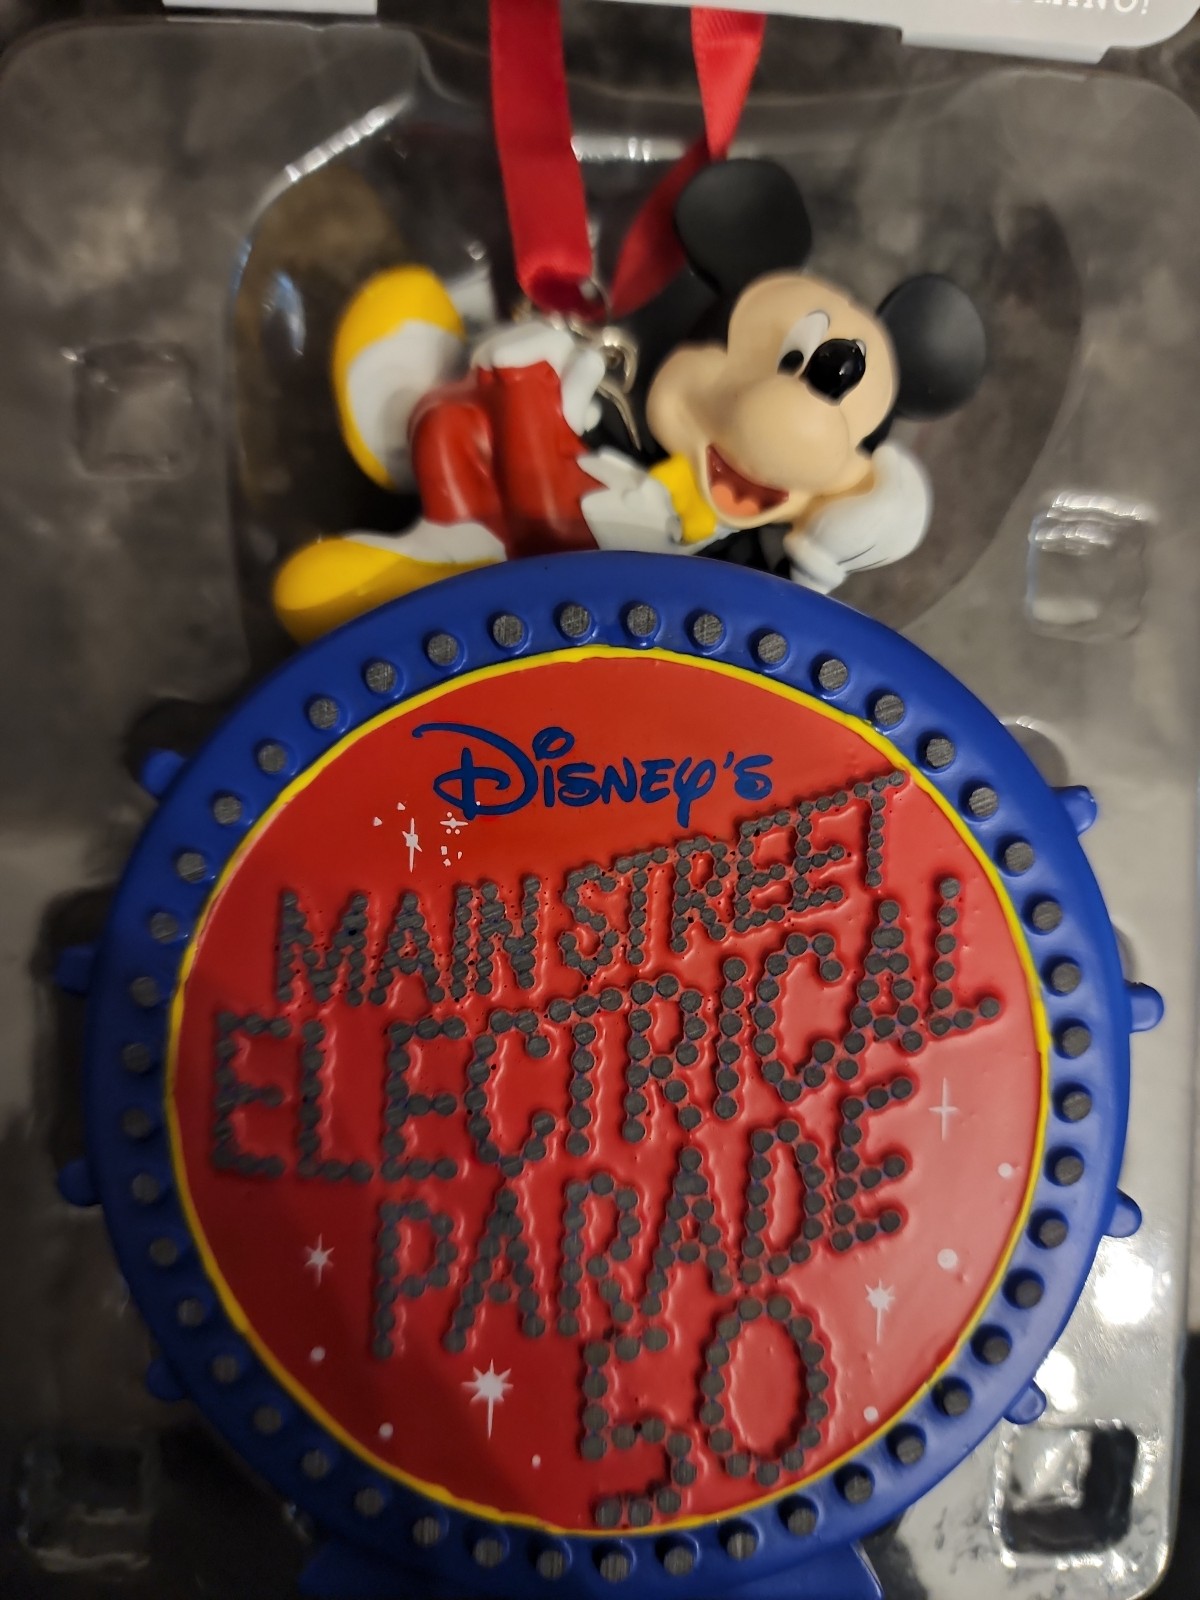 DISNEY'S
MAIN STREET
ELECTRICAL
PARADE
50